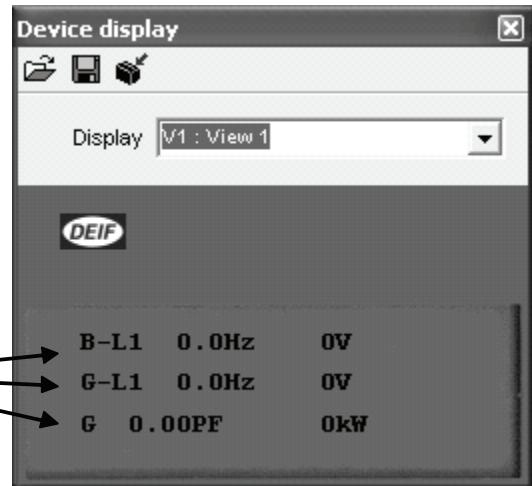 Device display
Display V1 : View 1
DEIF
B-L1 0.0Hz 0V
G-L1 0.0Hz 0V
G 0.00PF 0kW